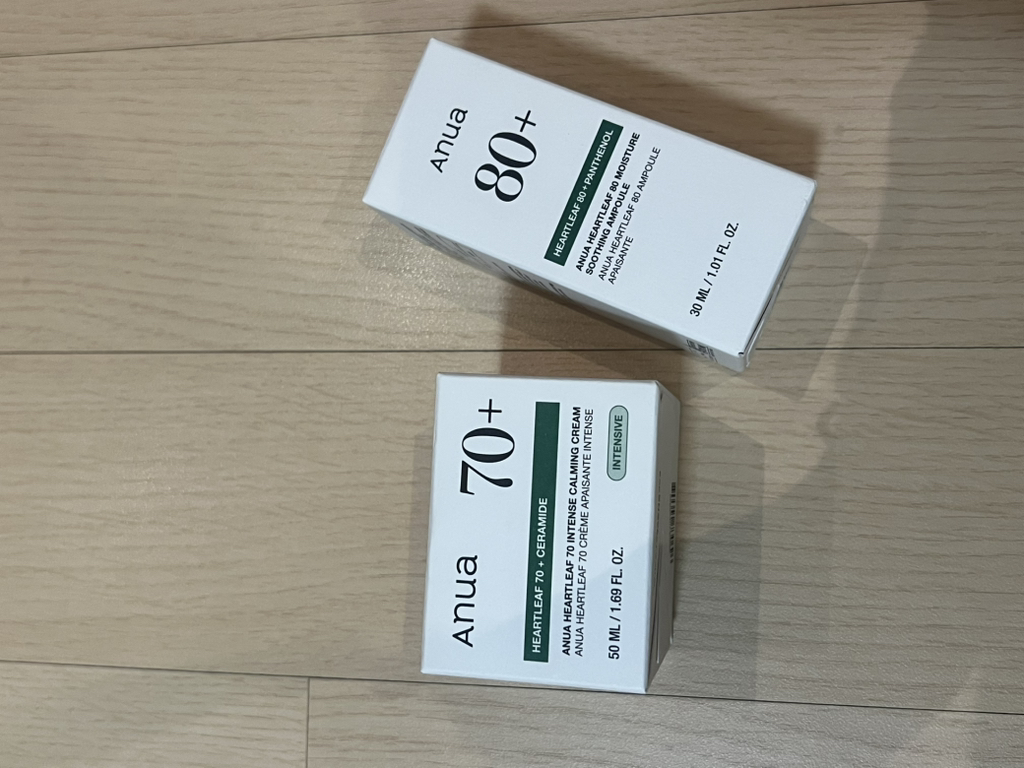 Anua
80+
HEARTLEAF 80 + PANTHENOL
ANUA HEARTLEAF 80 MOISTURE
SOOTHING AMPOULE
ANUA HEARTLEAF 80 AMPOULE
APAISANTE
30 ML / 1.01 FL. OZ.
Anua 70+
HEARTLEAF 70 + CERAMIDE
ANUA HEARTLEAF 70 INTENSE CALMING CREAM
ANUA HEARTLEAF 70 CRÈME APAISANTE INTENSE
50 ML / 1.69 FL. OZ.
INTENSIVE